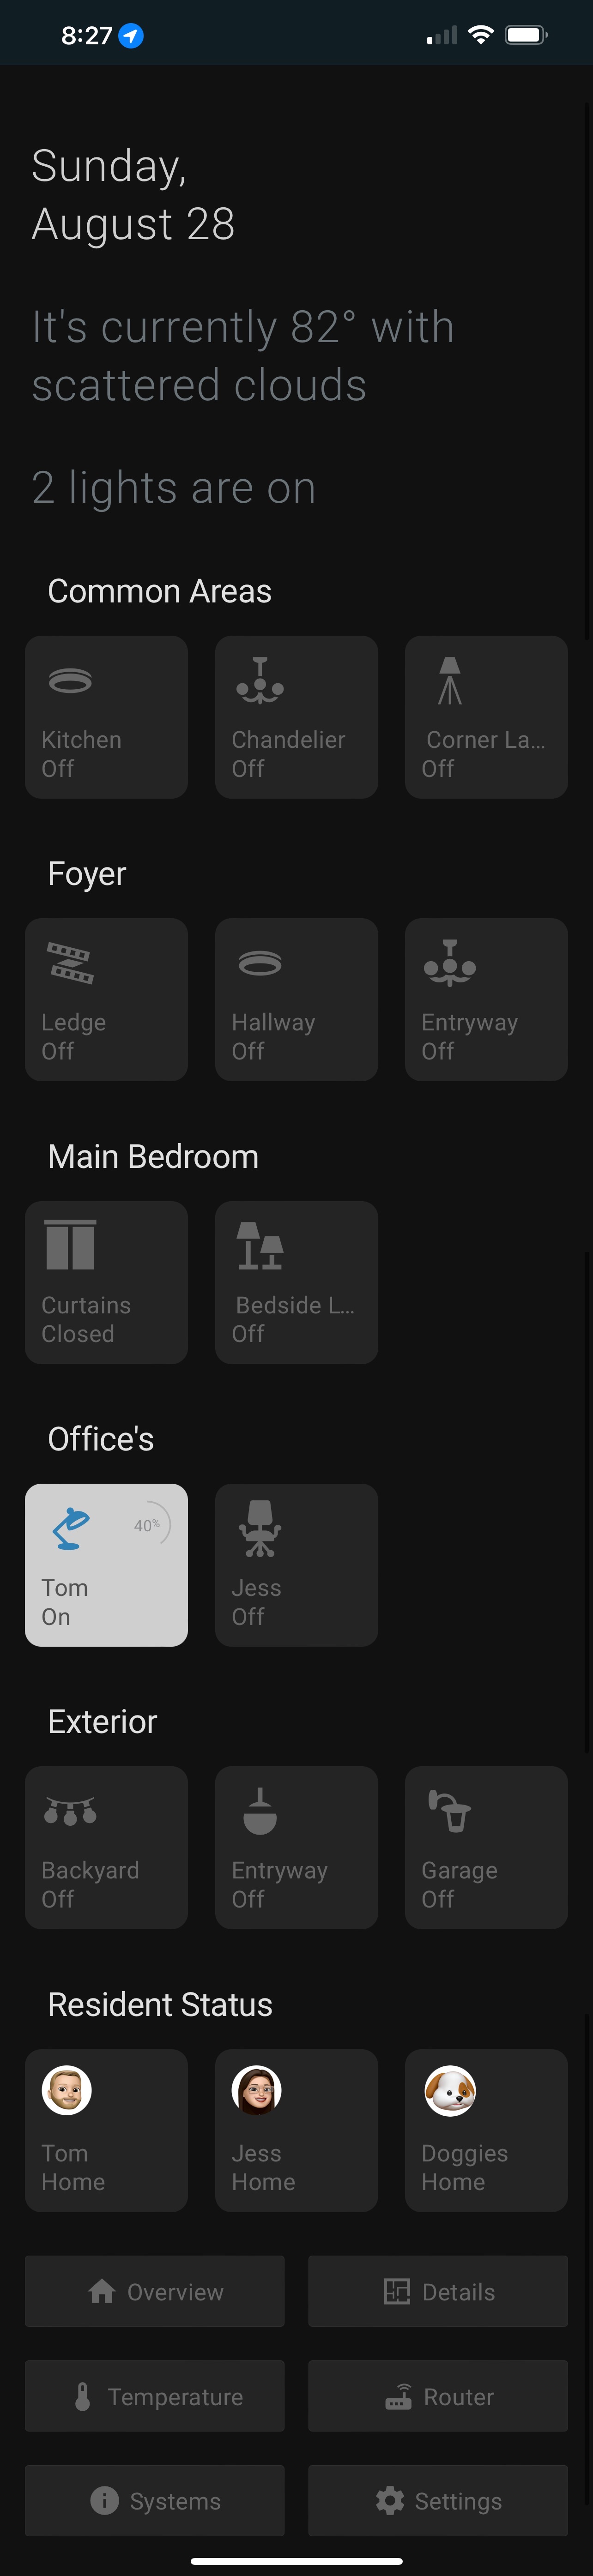 8:27
Sunday,
August 28
It's currently 82° with
scattered clouds
2 lights are on
Common Areas
Kitchen
Off
Chandelier
Off
Corner La...
Off
Foyer
Ledge
Off
Hallway
Off
Entryway
Off
Main Bedroom
Curtains
Closed
Bedside L...
Off
Office's
40%
Tom
On
Jess
Off
Exterior
Backyard
Off
Entryway
Off
Garage
Off
Resident Status
Tom
Home
Jess
Home
Doggies
Home
Overview
Details
Temperature
Router
Systems
Settings